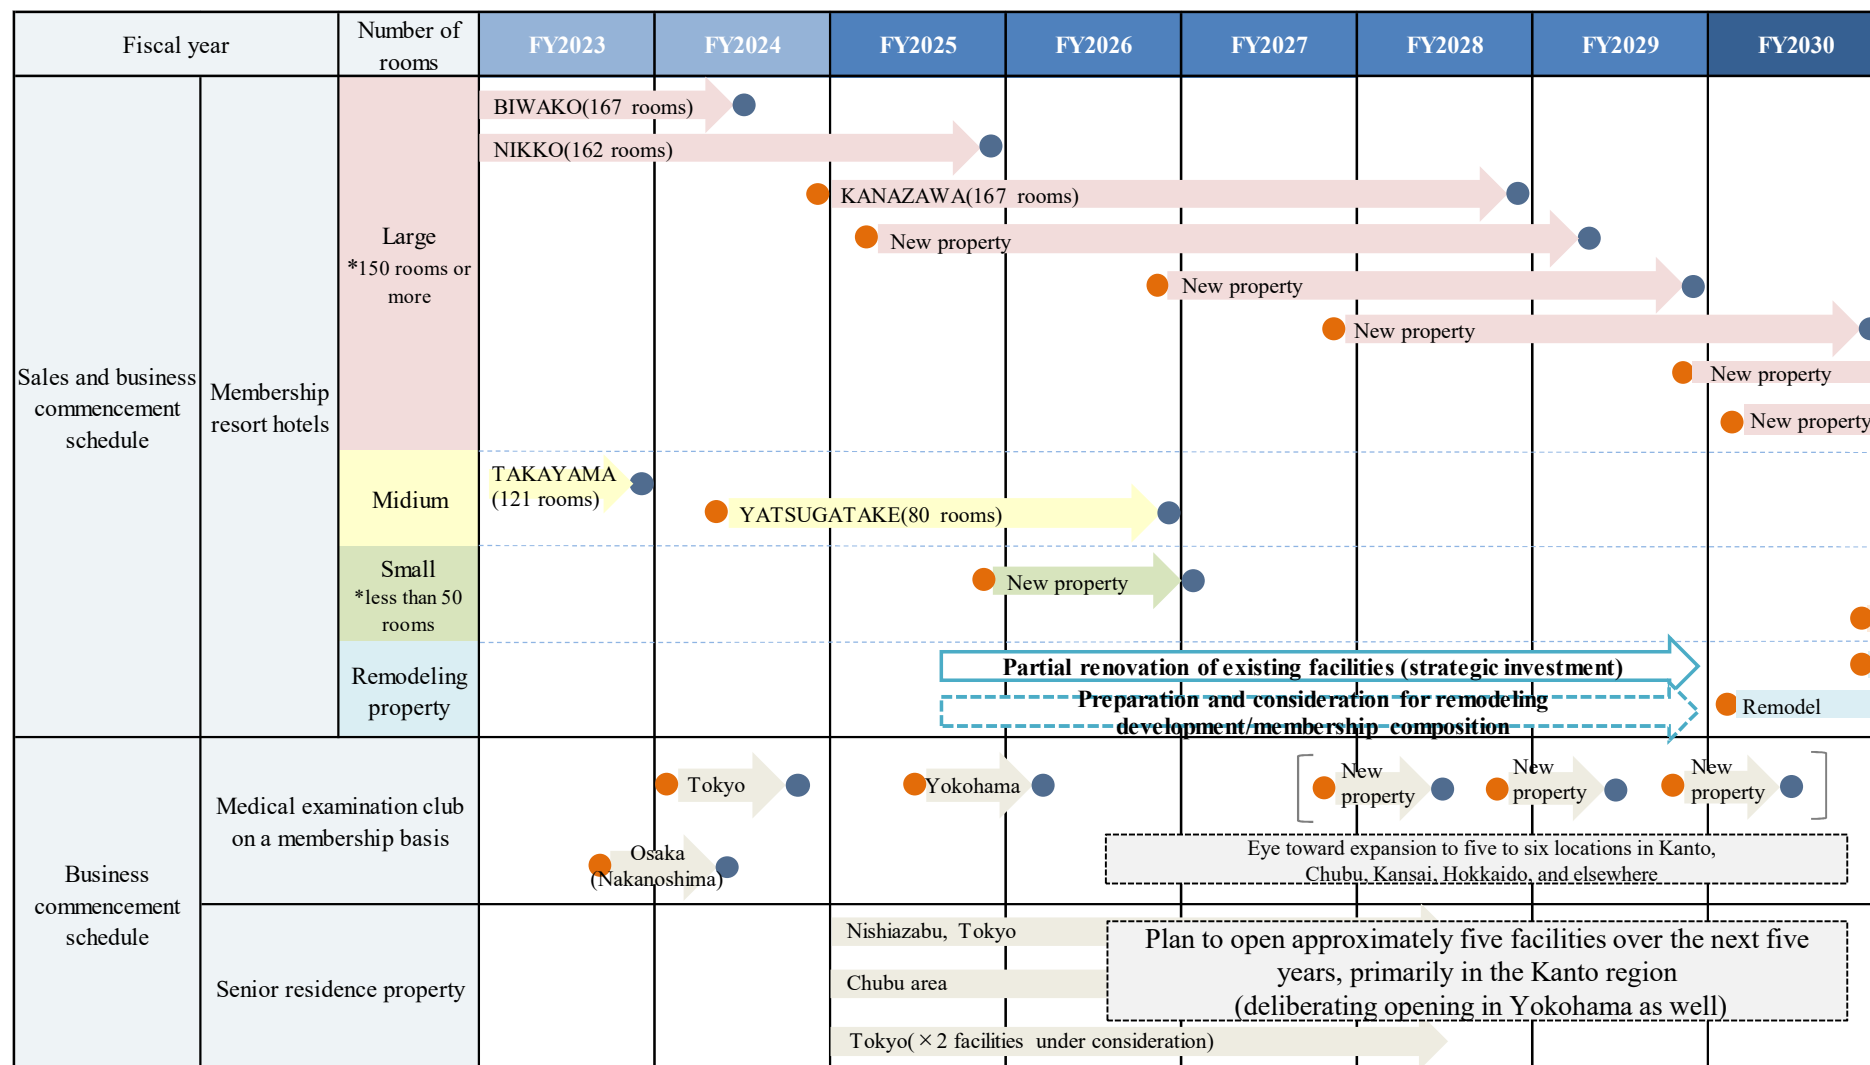 Fiscal year
Number of
rooms
FY2023
FY2024
FY2025
FY2026
FY2027
FY2028
FY2029
FY2030
Sales and business
commencement
schedule
Membership
resort hotels
Large
*150 rooms or
more
BIWAKO(167 rooms)
NIKKO(162 rooms)
KANAZAWA(167 rooms)
New property
New property
New property
New property
New property
Midium
TAKAYAMA
(121 rooms)
YATSUGATAKE(80 rooms)
Small
*less than 50
rooms
New property
Remodeling
property
Partial renovation of existing facilities (strategic investment)
Preparation and consideration for remodeling
development/membership composition
Remodel
Business
commencement
schedule
Medical examination club
on a membership basis
Tokyo
Yokohama
New
property
New
property
New
property
Osaka
(Nakanoshima)
Eye toward expansion to five to six locations in Kanto,
Chubu, Kansai, Hokkaido, and elsewhere
Senior residence property
Nishiazabu, Tokyo
Chubu area
Tokyo(×2 facilities under consideration)
Plan to open approximately five facilities over the next five
years, primarily in the Kanto region
(deliberating opening in Yokohama as well)